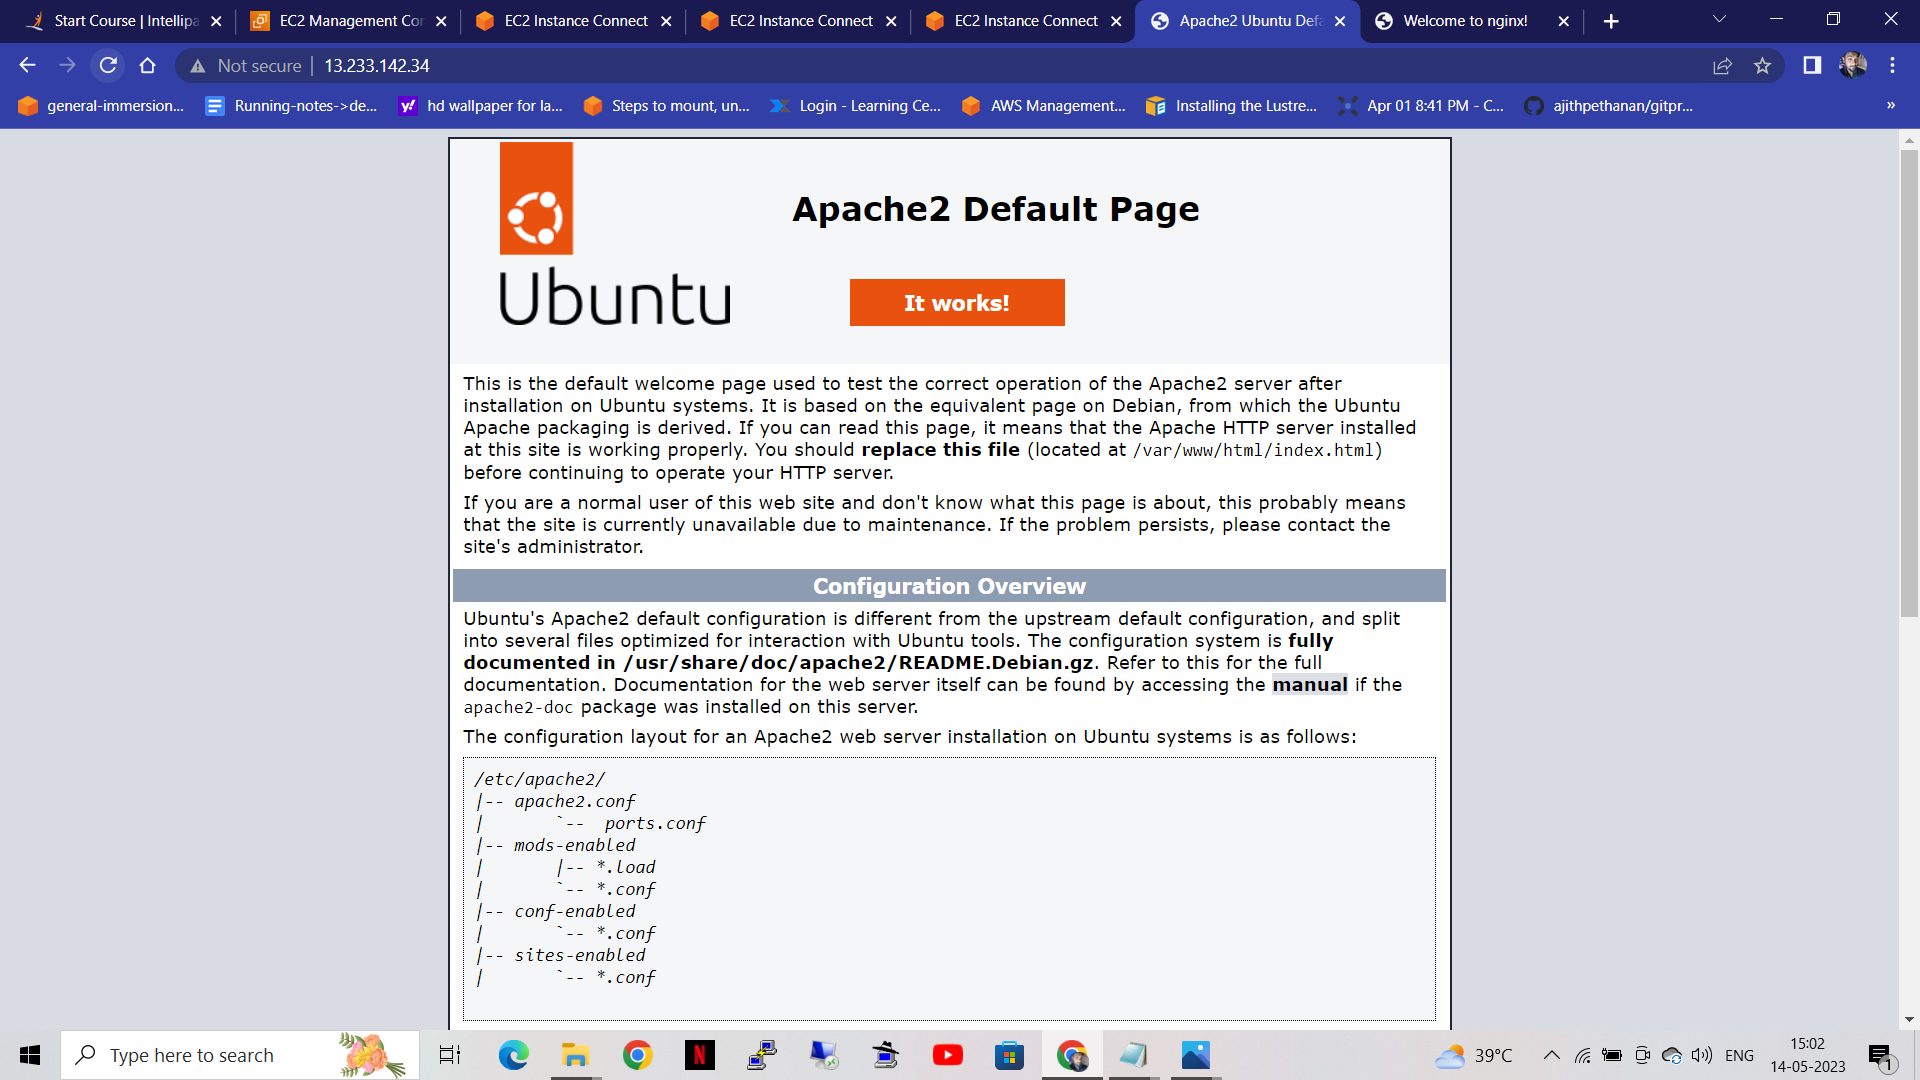 Start Course | Intellipa
EC2 Management Con
EC2 Instance Connect
EC2 Instance Connect
EC2 Instance Connect
Apache2 Ubuntu Defa
Welcome to nginx!
Not secure
13.233.142.34
general-immersion...
Running-notes->de...
hd wallpaper for la...
Steps to mount, un...
Login - Learning Ce...
AWS Management...
Installing the Lustre...
Apr 01 8:41 PM - C...
ajithpethanan/gitpr...
»
Apache2 Default Page
Ubuntu
It works!
This is the default welcome page used to test the correct operation of the Apache2 server after
installation on Ubuntu systems. It is based on the equivalent page on Debian, from which the Ubuntu
Apache packaging is derived. If you can read this page, it means that the Apache HTTP server installed
at this site is working properly. You should replace this file (located at /var/www/html/index.html)
before continuing to operate your HTTP server.
If you are a normal user of this web site and don't know what this page is about, this probably means
that the site is currently unavailable due to maintenance. If the problem persists, please contact the
site's administrator.
Configuration Overview
Ubuntu's Apache2 default configuration is different from the upstream default configuration, and split
into several files optimized for interaction with Ubuntu tools. The configuration system is fully
documented in /usr/share/doc/apache2/README.Debian.gz. Refer to this for the full
documentation. Documentation for the web server itself can be found by accessing the manual if the
apache2-doc package was installed on this server.
The configuration layout for an Apache2 web server installation on Ubuntu systems is as follows:
/etc/apache2/
|-- apache2.conf
|       `--  ports.conf
|-- mods-enabled
|       |-- *.load
|       `-- *.conf
|-- conf-enabled
|       `-- *.conf
|-- sites-enabled
|       `-- *.conf
Type here to search
39°C
ENG
15:02
14-05-2023
1